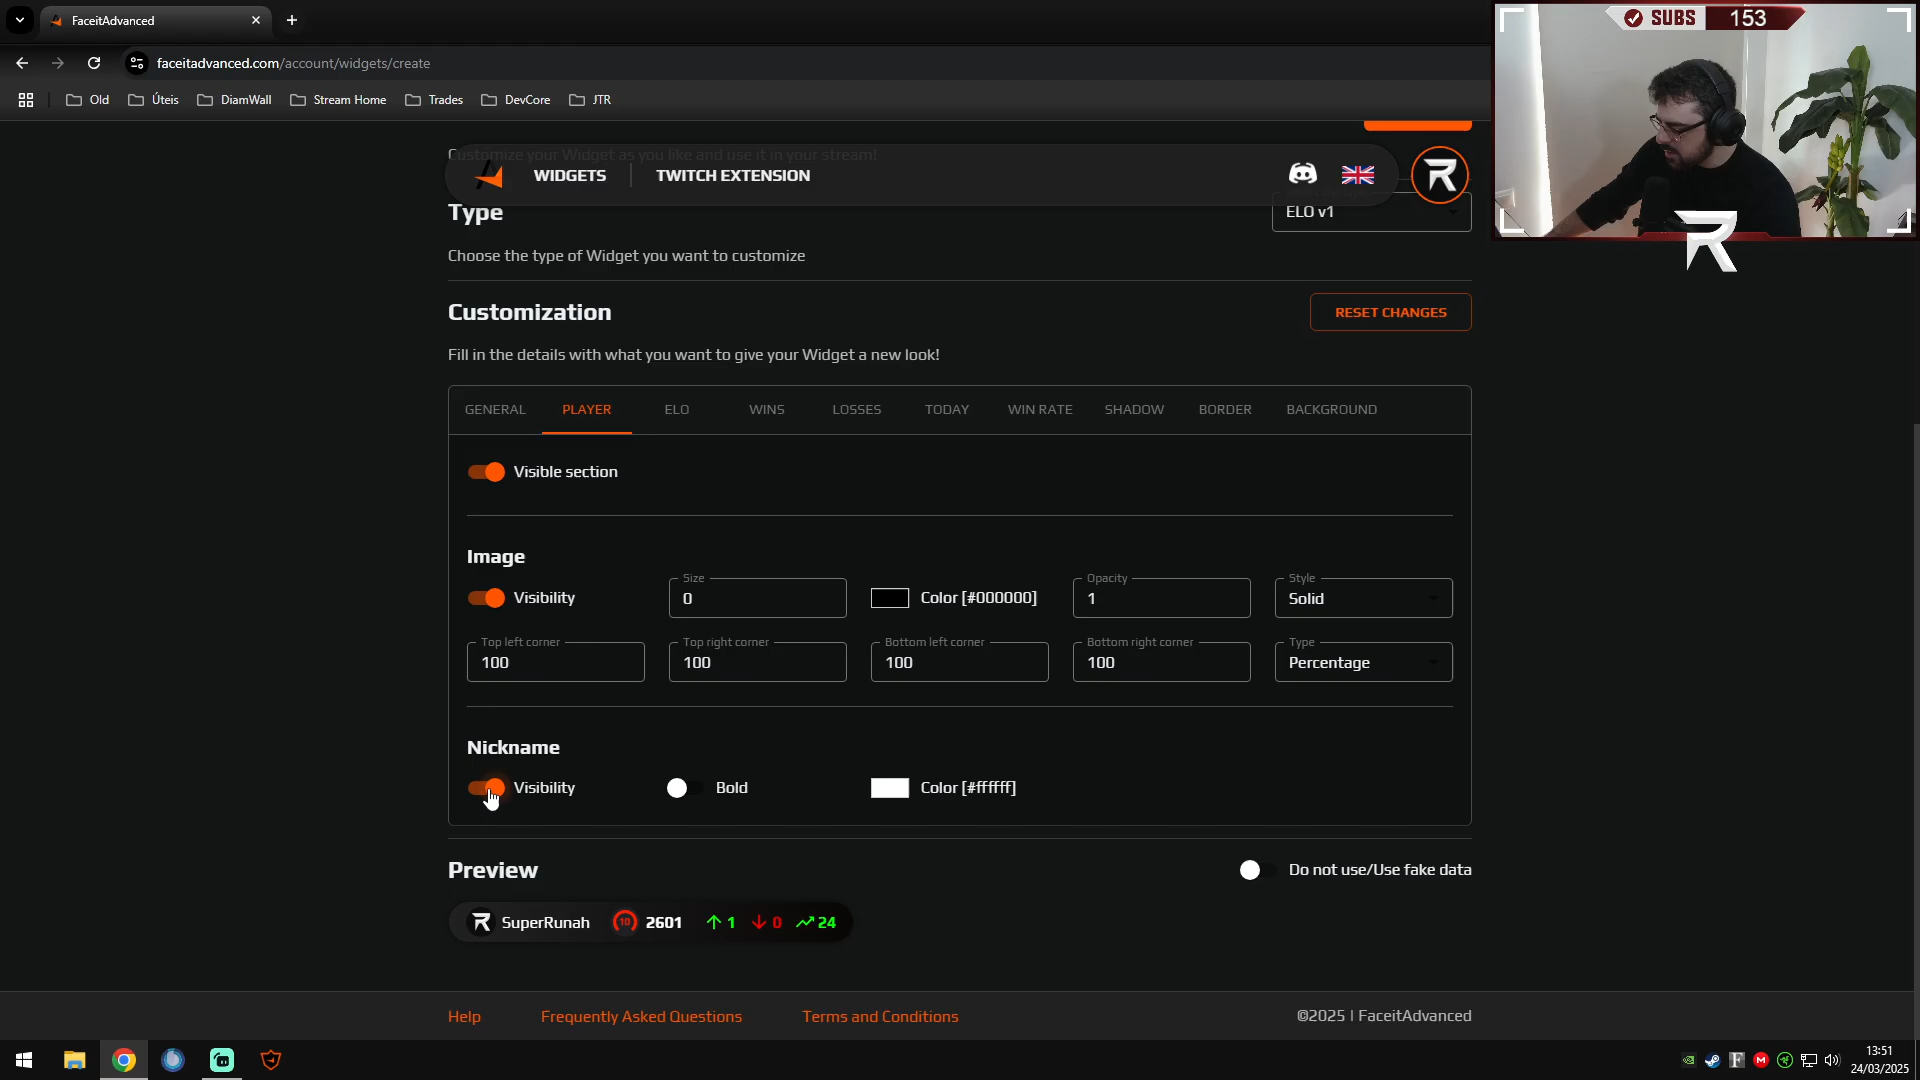 FaceitAdvanced
faceitadvanced.com/account/widgets/create
Old
Úteis
DiamWall
Stream Home
Trades
DevCore
JTR
SUBS 153
Customize your Widget as you like and use it in your stream!
WIDGETS
TWITCH EXTENSION
R
Type
ELO v1
Choose the type of Widget you want to customize
Customization
RESET CHANGES
Fill in the details with what you want to give your Widget a new look!
GENERAL PLAYER ELO WINS LOSSES TODAY WIN RATE SHADOW BORDER BACKGROUND
Visible section
Image
Visibility
Size
0
Color [#000000]
Opacity
1
Style
Solid
Top left corner
100
Top right corner
100
Bottom left corner
100
Bottom right corner
100
Type
Percentage
Nickname
Visibility
Bold
Color [#ffffff]
Preview
Do not use/Use fake data
R SuperRunah 10 2601 1 0 24
Help
Frequently Asked Questions
Terms and Conditions
©2025 | FaceitAdvanced
13:51
24/03/2025